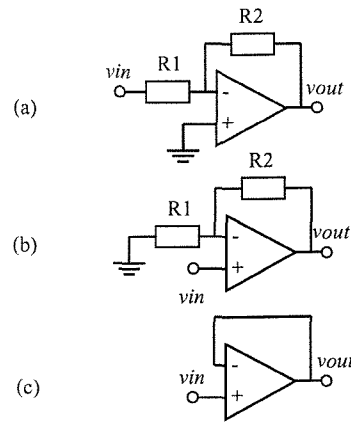 R2
vin R1
-
vout
(a)
+
R2
R1
-
vout
(b)
+
vin
-
vout
(c)
vin
+